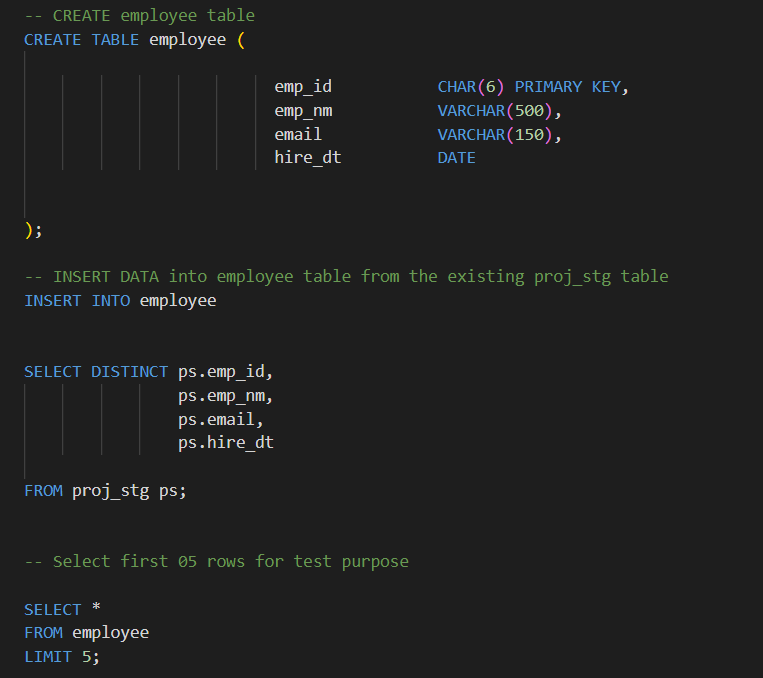 -- CREATE employee table
CREATE TABLE employee (
emp_id CHAR(6) PRIMARY KEY,
emp_nm VARCHAR(500),
email VARCHAR(150),
hire_dt DATE
);
-- INSERT DATA into employee table from the existing proj_stg table
INSERT INTO employee
SELECT DISTINCT ps.emp_id,
ps.emp_nm,
ps.email,
ps.hire_dt
FROM proj_stg ps;
-- Select first 05 rows for test purpose
SELECT *
FROM employee
LIMIT 5;